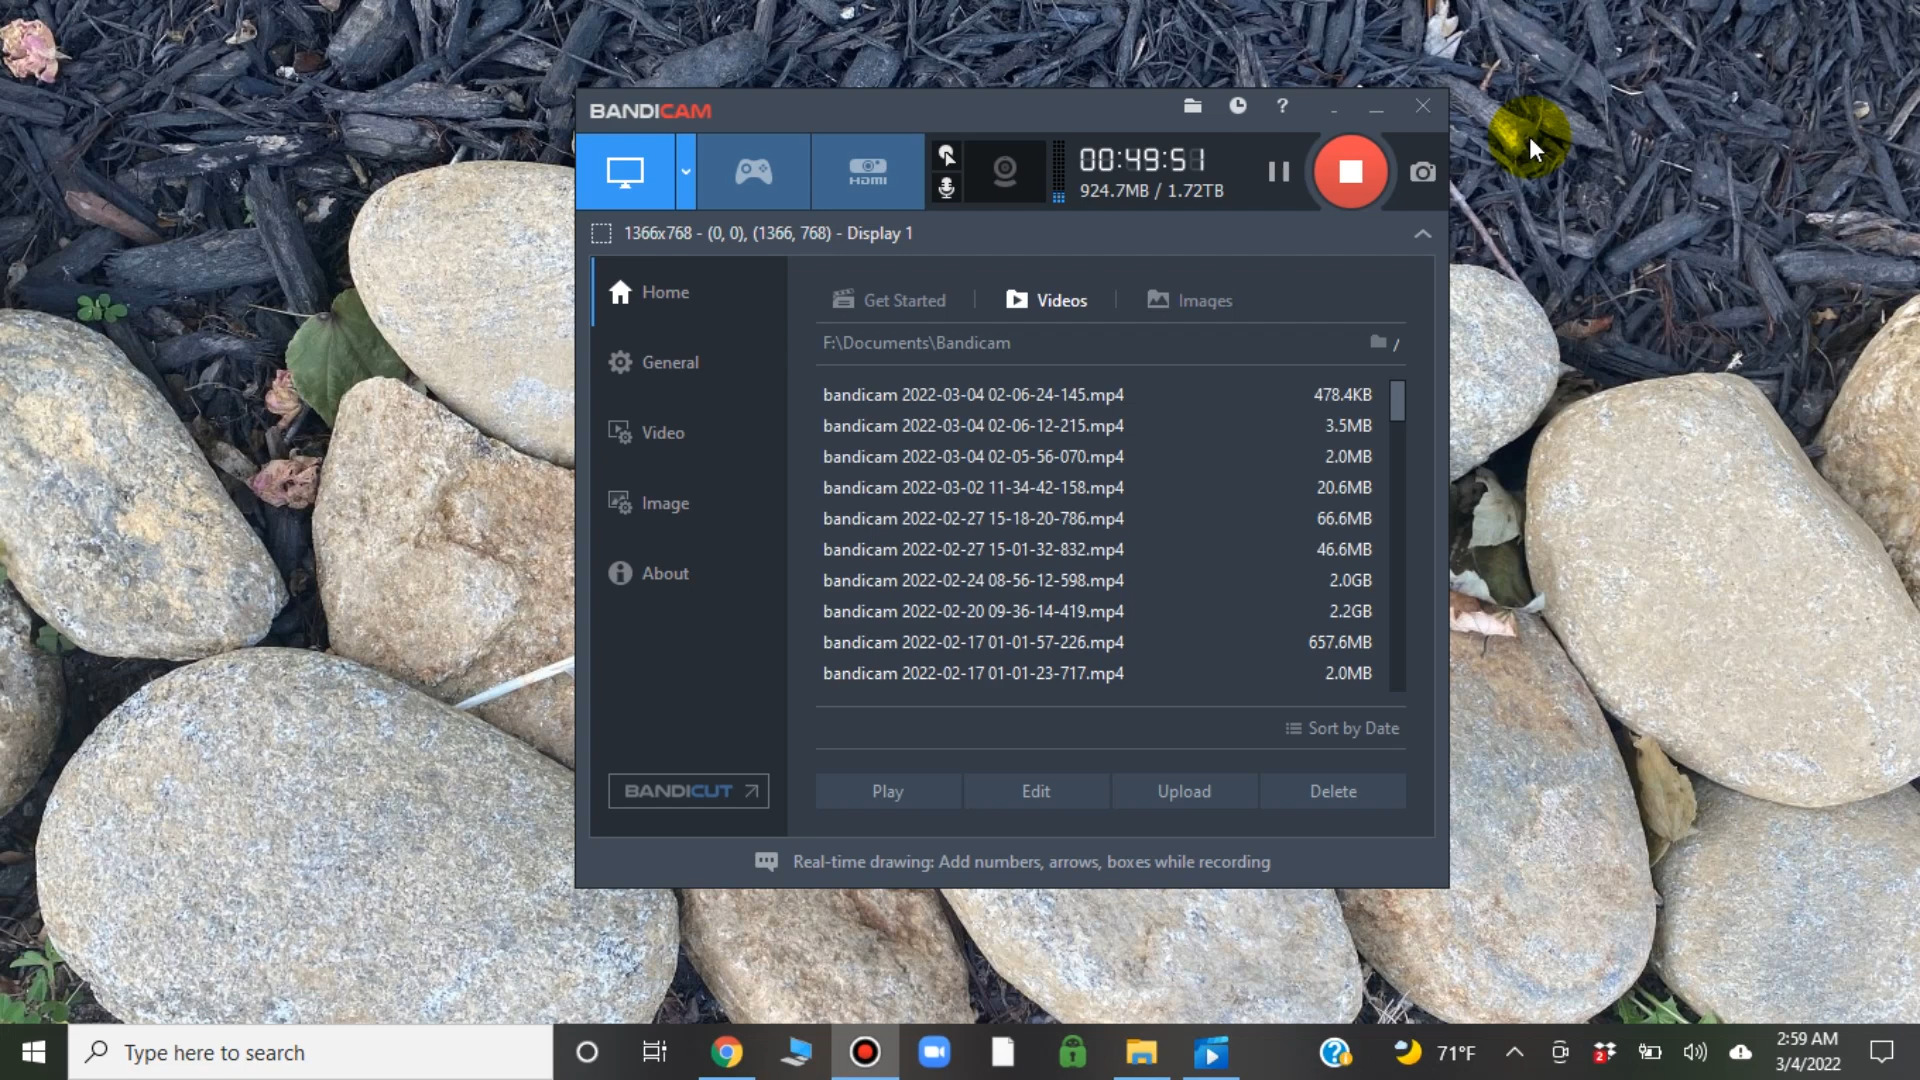 BANDICAM
?
HDMI
00:49:51
924.7MB / 1.72TB
1366x768 - (0, 0), (1366, 768) - Display 1
Home
General
Video
Image
About
BANDICUT
Get Started
Videos
Images
F:\Documents\Bandicam
/
bandicam 2022-03-04 02-06-24-145.mp4 478.4KB
bandicam 2022-03-04 02-06-12-215.mp4 3.5MB
bandicam 2022-03-04 02-05-56-070.mp4 2.0MB
bandicam 2022-03-02 11-34-42-158.mp4 20.6MB
bandicam 2022-02-27 15-18-20-786.mp4 66.6MB
bandicam 2022-02-27 15-01-32-832.mp4 46.6MB
bandicam 2022-02-24 08-56-12-598.mp4 2.0GB
bandicam 2022-02-20 09-36-14-419.mp4 2.2GB
bandicam 2022-02-17 01-01-57-226.mp4 657.6MB
bandicam 2022-02-17 01-01-23-717.mp4 2.0MB
Sort by Date
Play Edit Upload Delete
Real-time drawing: Add numbers, arrows, boxes while recording
Type here to search
71°F
2
2:59 AM
3/4/2022